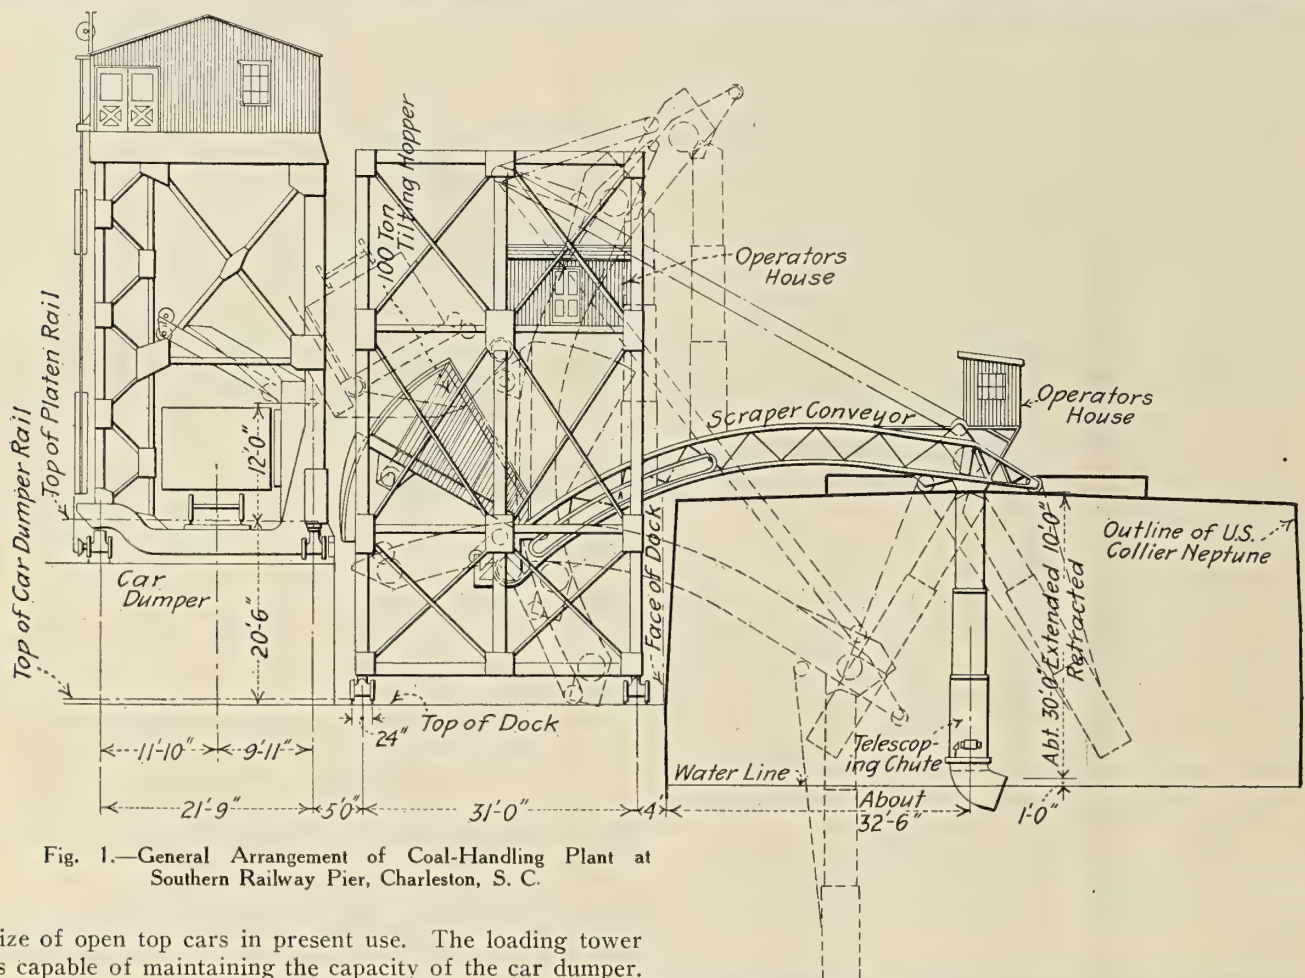 100 Ton
Tilting Hopper
Operators
House
Operators
House
Scraper Conveyor
Top of Platen Rail
Top of Car Dumper Rail
12'-0"
20'-6"
Car
Dumper
Face of Dock
Outline of U.S.
Collier Neptune
Abt. 30'-0" Extended 10'-0"
Retracted
Top of Dock
24"
11'-10"
9'-11"
Telescop-
ing Chute
Water Line
21'-9"
5'0"
31'-0"
4'
About
32'-6"
1'-0"
Fig. 1.—General Arrangement of Coal-Handling Plant at
Southern Railway Pier, Charleston, S. C.
ize of open top cars in present use. The loading tower
s capable of maintaining the capacity of the car dumper.